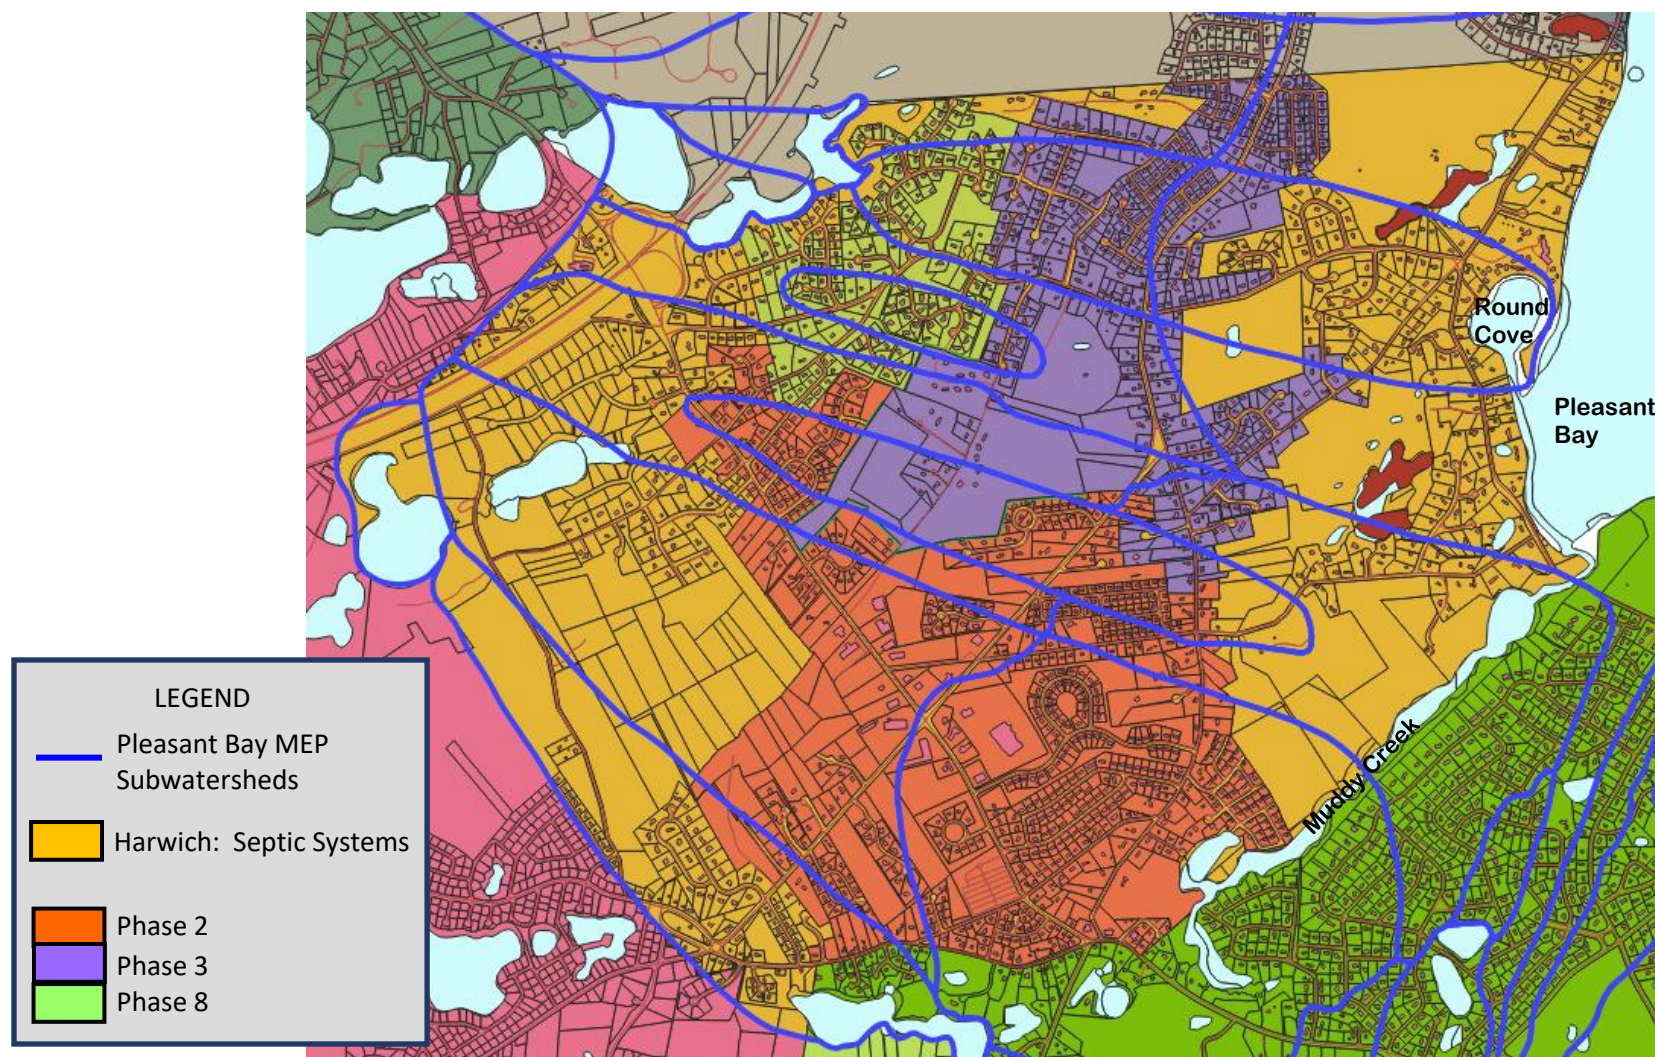 Round
Cove
Pleasant
Bay
Muddy Creek
LEGEND
Pleasant Bay MEP
Subwatersheds
Harwich: Septic Systems
Phase 2
Phase 3
Phase 8